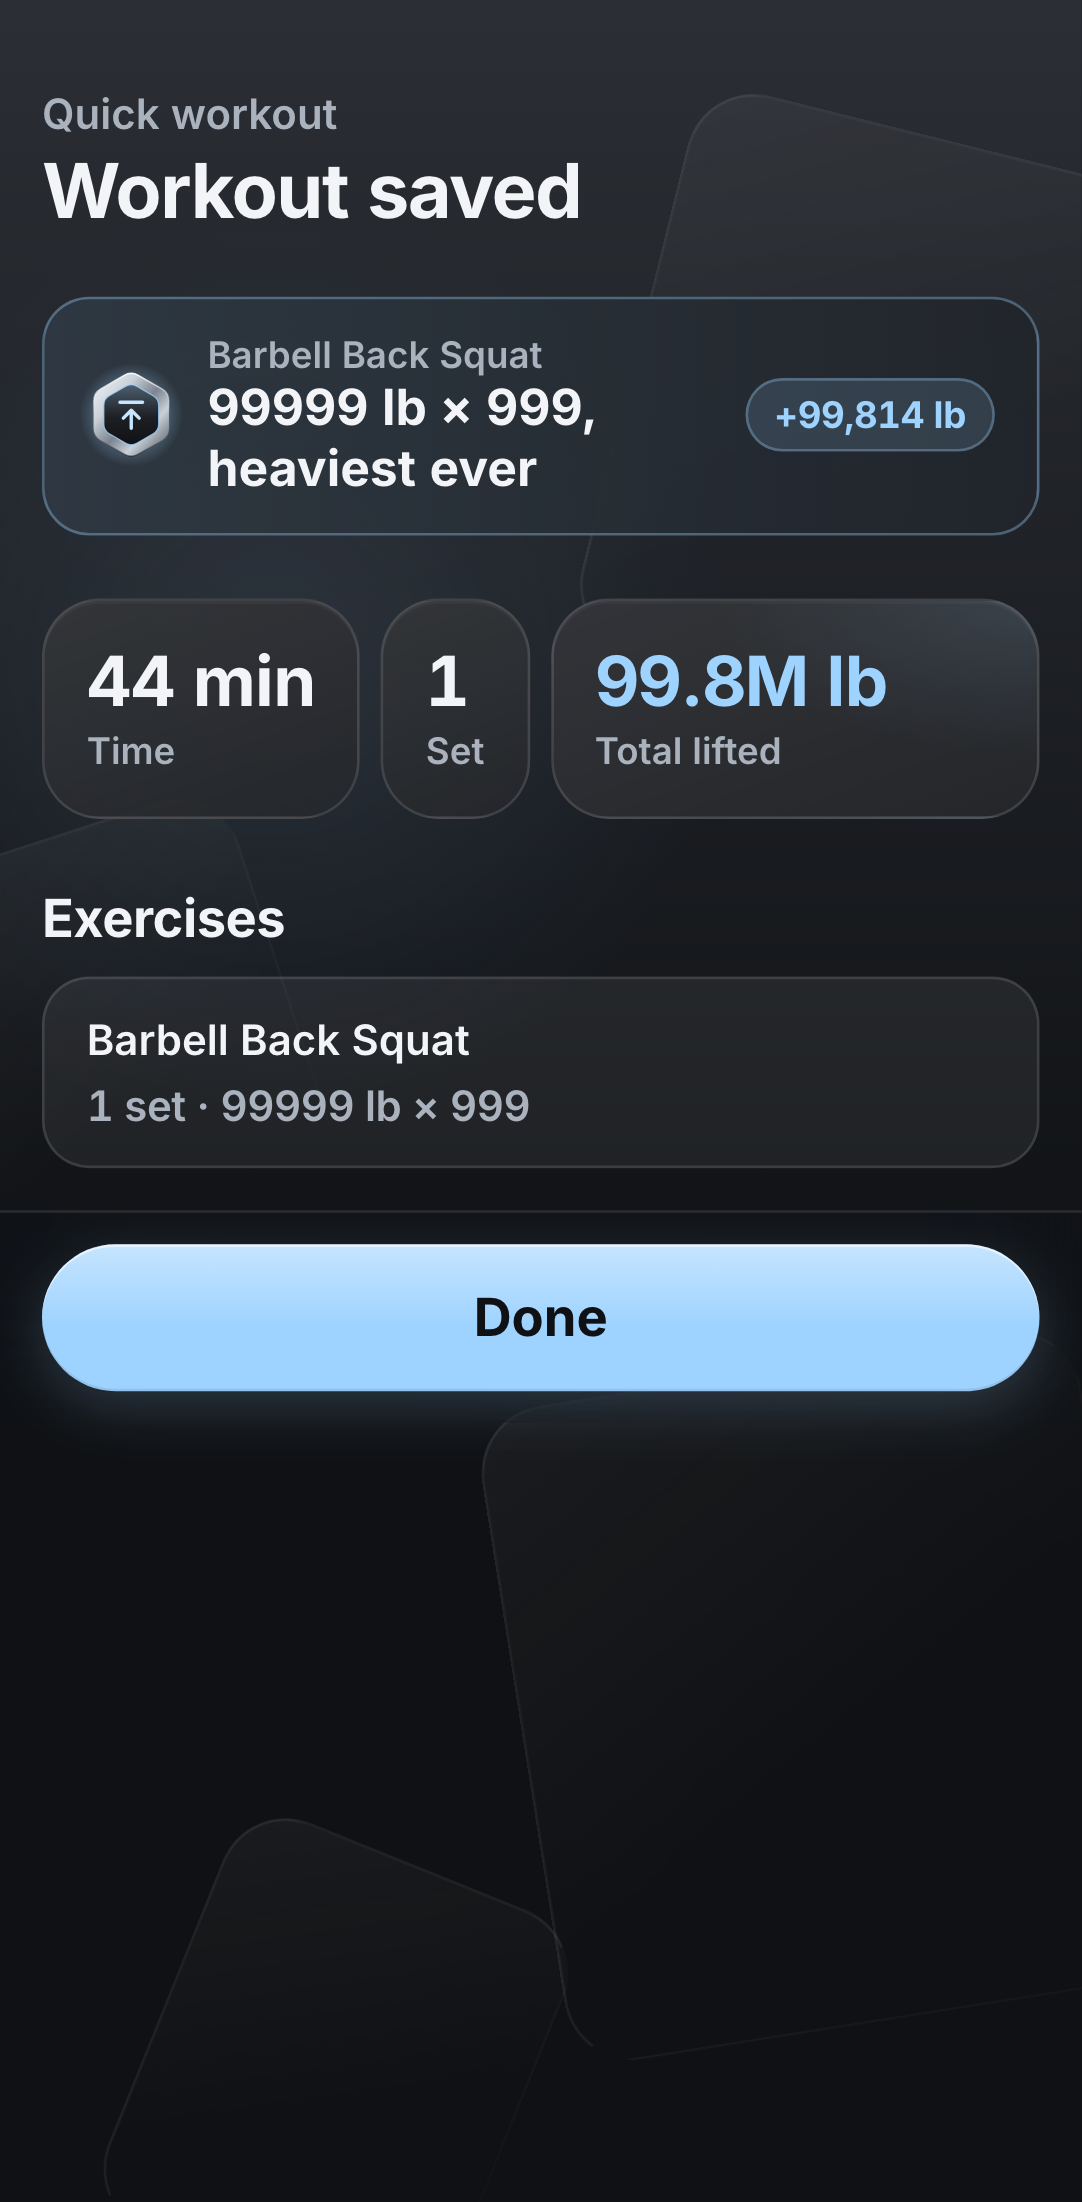 Quick workout
Workout saved
Barbell Back Squat
99999 lb × 999,
heaviest ever
+99,814 lb
44 min
Time
1
Set
99.8M lb
Total lifted
Exercises
Barbell Back Squat
1 set · 99999 lb × 999
Done